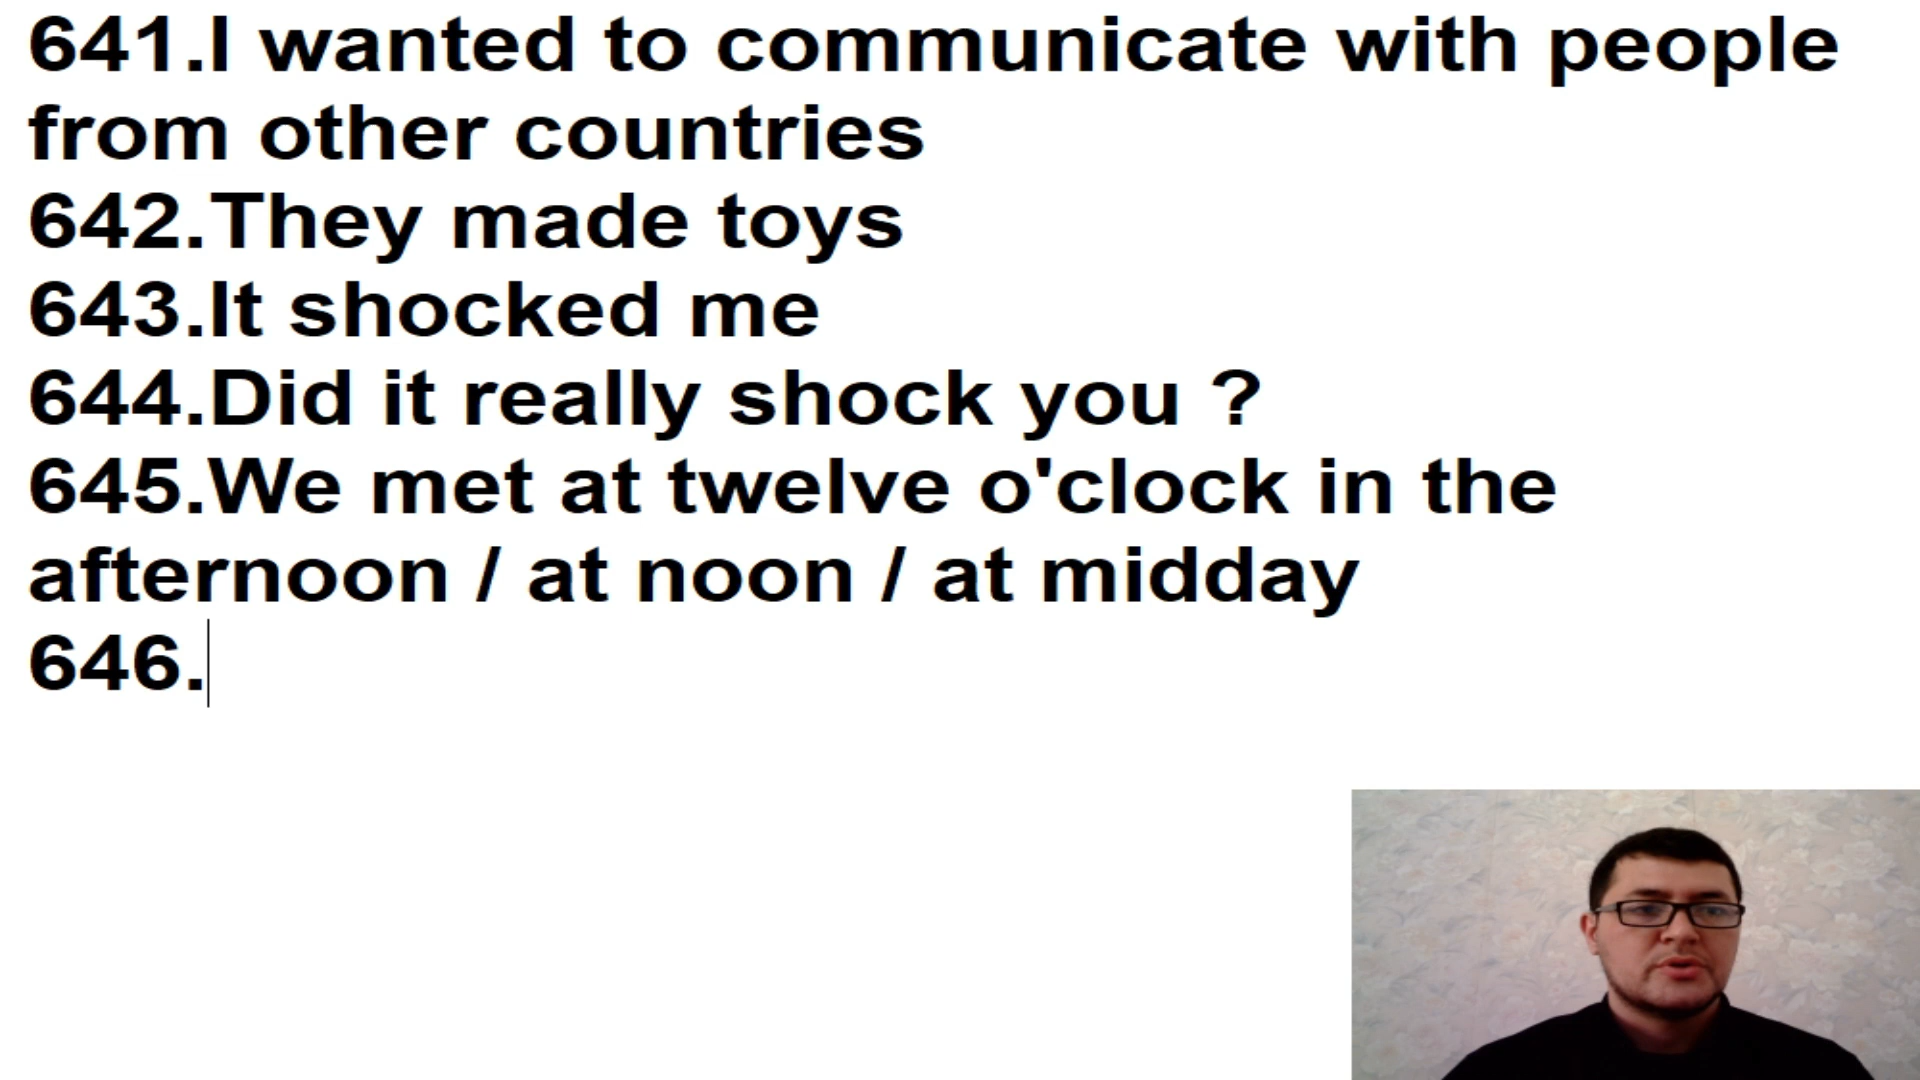 641.I wanted to communicate with people
from other countries
642.They made toys
643.It shocked me
644.Did it really shock you ?
645.We met at twelve o'clock in the
afternoon / at noon / at midday
646.